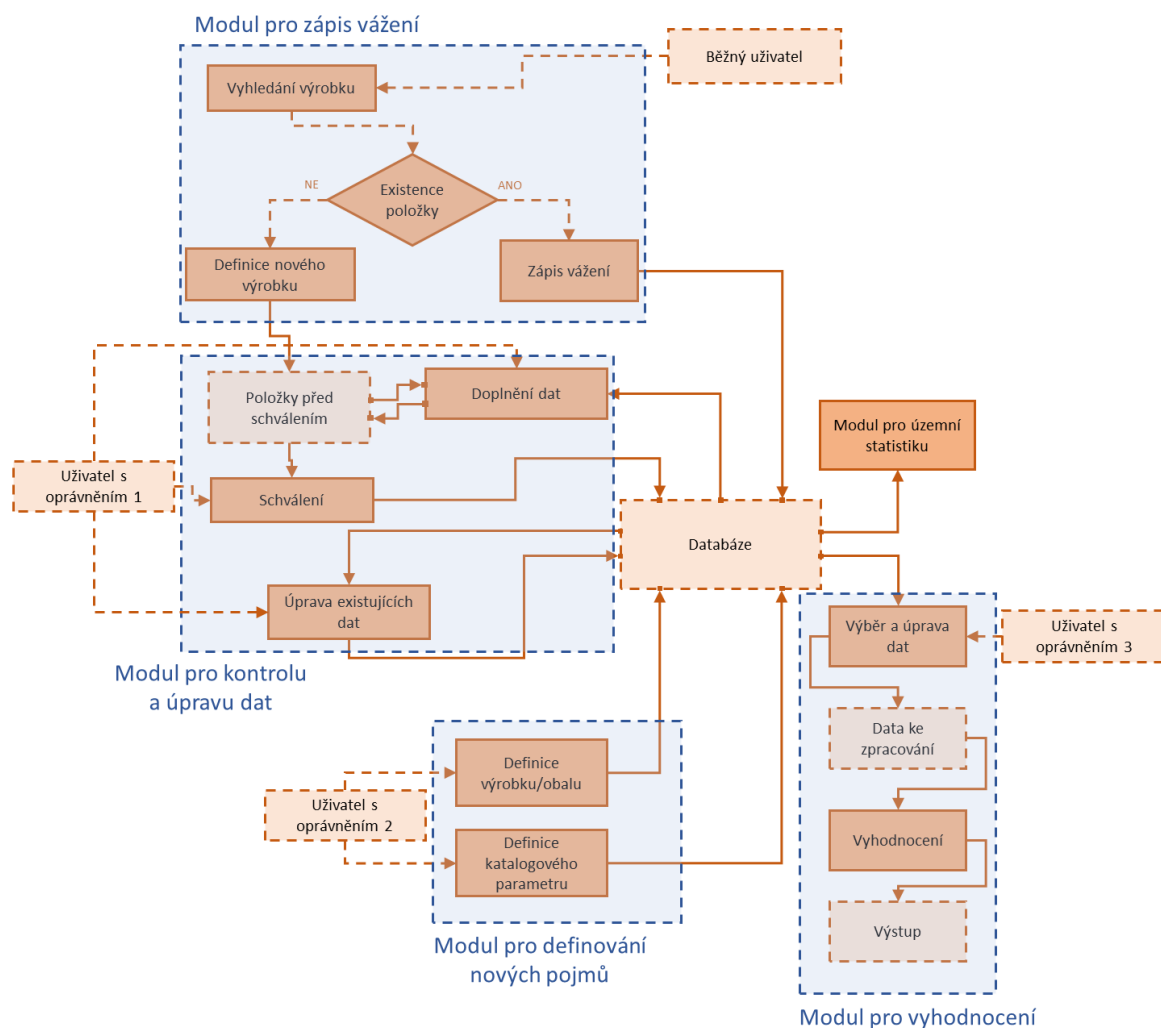 Modul pro zápis vážení
Běžný uživatel
Vyhledání výrobku
NE
ANO
Existence
položky
Definice nového
výrobku
Zápis vážení
Položky před
schválením
Doplnění dat
Modul pro územní
statistiku
Uživatel s
oprávněním 1
Schválení
Databáze
Úprava existujících
dat
Výběr a úprava
dat
Uživatel s
oprávněním 3
Modul pro kontrolu
a úpravu dat
Data ke
zpracování
Definice
výrobku/obalu
Uživatel s
oprávněním 2
Definice
katalogového
parametru
Vyhodnocení
Výstup
Modul pro definování
nových pojmů
Modul pro vyhodnocení